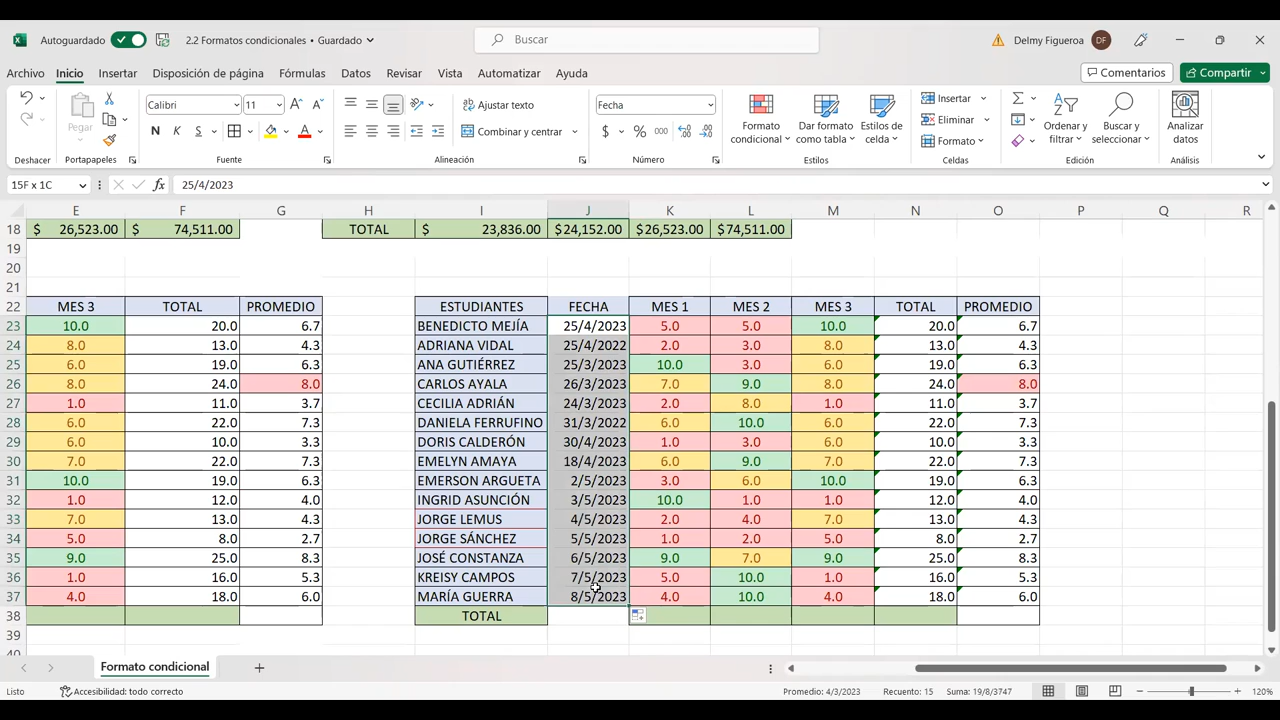 Autoguardado 2.2 Formatos condicionales • Guardado Buscar Delmy Figueroa DF
Archivo Inicio Insertar Disposición de página Fórmulas Datos Revisar Vista Automatizar Ayuda Comentarios Compartir
Pegar Calibri 11 Ajustar texto Fecha Formato condicional Dar formato como tabla Estilos de celda Insertar Ordenar y filtrar Buscar y seleccionar Analizar datos
N K S Combinar y centrar $ % 000 Eliminar
Formato
Deshacer Portapapeles Fuente Alineación Número Estilos Celdas Edición Análisis
15F x 1C fx 25/4/2023
E F G H I J K L M N O P Q R
18 $ 26,523.00 $ 74,511.00 TOTAL $ 23,836.00 $24,152.00 $26,523.00 $74,511.00
19
20
21
22 MES 3 TOTAL PROMEDIO ESTUDIANTES FECHA MES 1 MES 2 MES 3 TOTAL PROMEDIO
23 10.0 20.0 6.7 BENEDICTO MEJÍA 25/4/2023 5.0 5.0 10.0 20.0 6.7
24 8.0 13.0 4.3 ADRIANA VIDAL 25/4/2022 2.0 3.0 8.0 13.0 4.3
25 6.0 19.0 6.3 ANA GUTIÉRREZ 25/3/2023 10.0 3.0 6.0 19.0 6.3
26 8.0 24.0 8.0 CARLOS AYALA 26/3/2023 7.0 9.0 8.0 24.0 8.0
27 1.0 11.0 3.7 CECILIA ADRIÁN 24/3/2023 2.0 8.0 1.0 11.0 3.7
28 6.0 22.0 7.3 DANIELA FERRUFINO 31/3/2022 6.0 10.0 6.0 22.0 7.3
29 6.0 10.0 3.3 DORIS CALDERÓN 30/4/2023 1.0 3.0 6.0 10.0 3.3
30 7.0 22.0 7.3 EMELYN AMAYA 18/4/2023 6.0 9.0 7.0 22.0 7.3
31 10.0 19.0 6.3 EMERSON ARGUETA 2/5/2023 3.0 6.0 10.0 19.0 6.3
32 1.0 12.0 4.0 INGRID ASUNCIÓN 3/5/2023 10.0 1.0 1.0 12.0 4.0
33 7.0 13.0 4.3 JORGE LEMUS 4/5/2023 2.0 4.0 7.0 13.0 4.3
34 5.0 8.0 2.7 JORGE SÁNCHEZ 5/5/2023 1.0 2.0 5.0 8.0 2.7
35 9.0 25.0 8.3 JOSÉ CONSTANZA 6/5/2023 9.0 7.0 9.0 25.0 8.3
36 1.0 16.0 5.3 KREISY CAMPOS 7/5/2023 5.0 10.0 1.0 16.0 5.3
37 4.0 18.0 6.0 MARÍA GUERRA 8/5/2023 4.0 10.0 4.0 18.0 6.0
38 TOTAL
39
40
Formato condicional
Listo Accesibilidad: todo correcto Promedio: 4/3/2023 Recuento: 15 Suma: 19/8/3747 120%